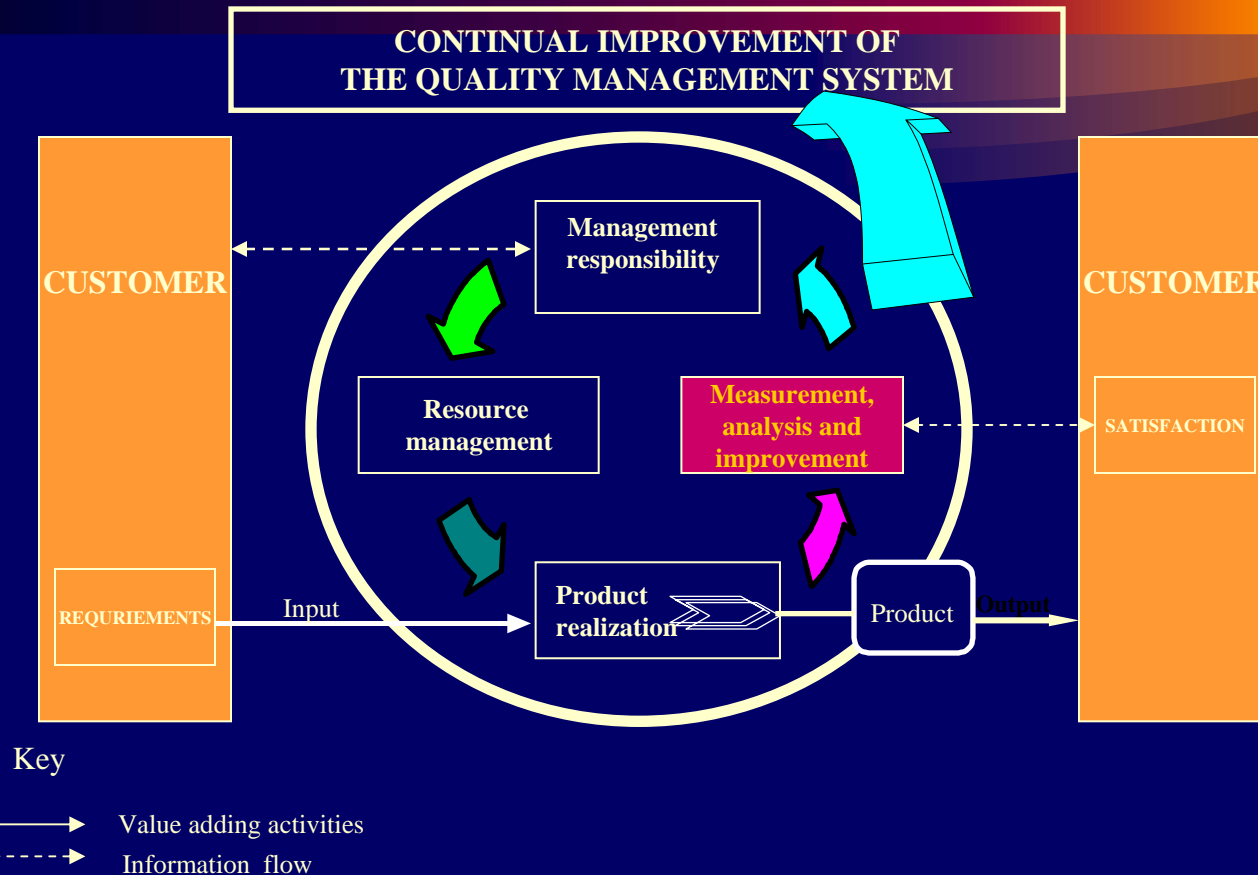 CONTINUAL IMPROVEMENT OF
THE QUALITY MANAGEMENT SYSTEM
CUSTOMER
Management
responsibility
CUSTOMER
Resource
management
Measurement,
analysis and
improvement
SATISFACTION
REQURIEMENTS
Input
Product
realization
Product
Output
Key
Value adding activities
Information flow